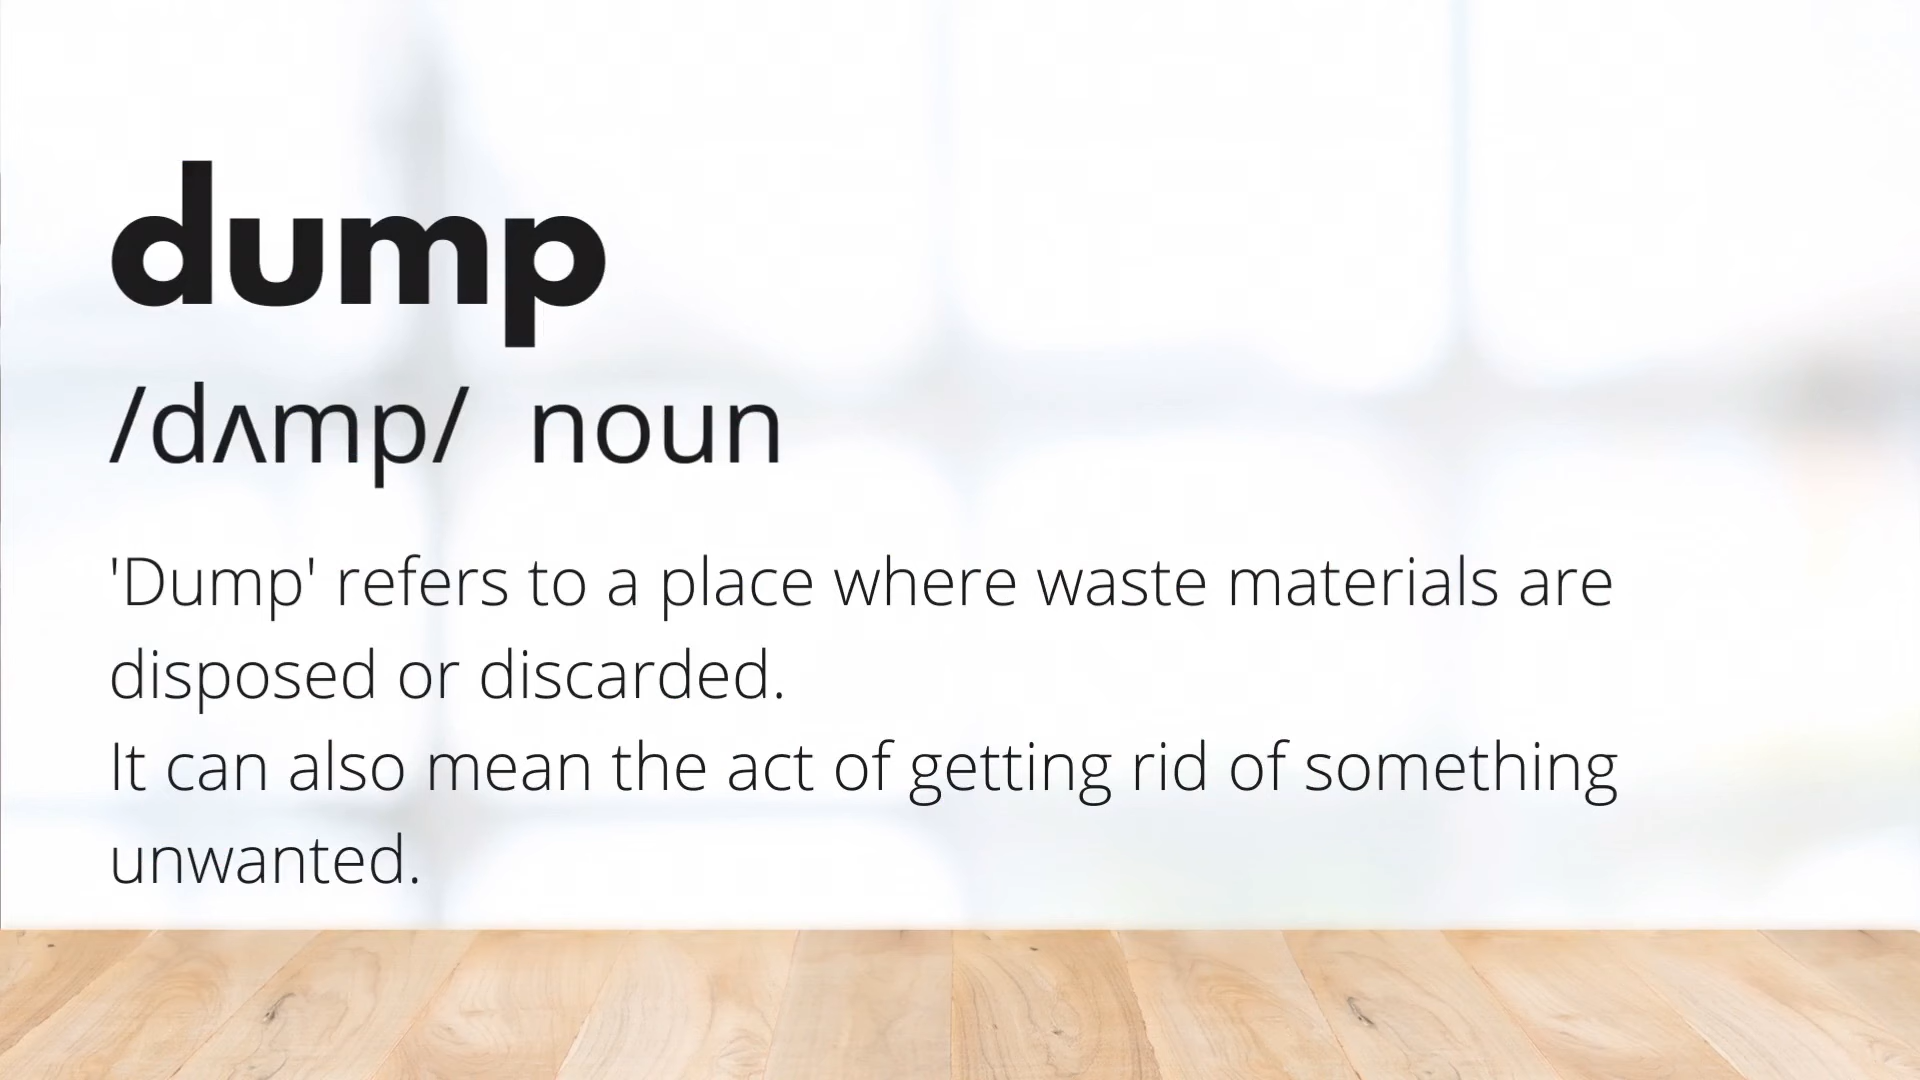 dump
/dʌmp/ noun
'Dump' refers to a place where waste materials are
disposed or discarded.
It can also mean the act of getting rid of something
unwanted.